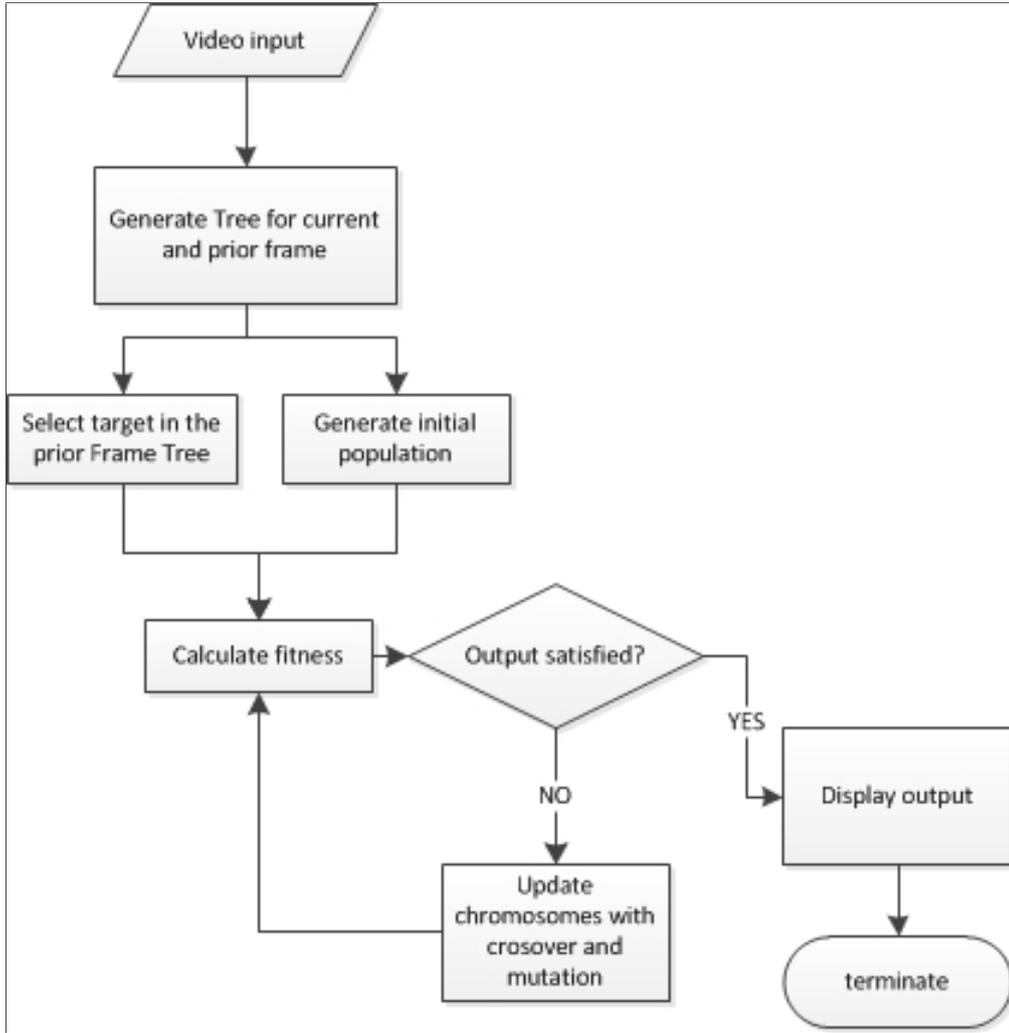 Video input
Generate Tree for current
and prior frame
Select target in the
prior Frame Tree
Generate initial
population
Calculate fitness
Output satisfied?
YES
NO
Display output
Update
chromosomes with
crosover and
mutation
terminate